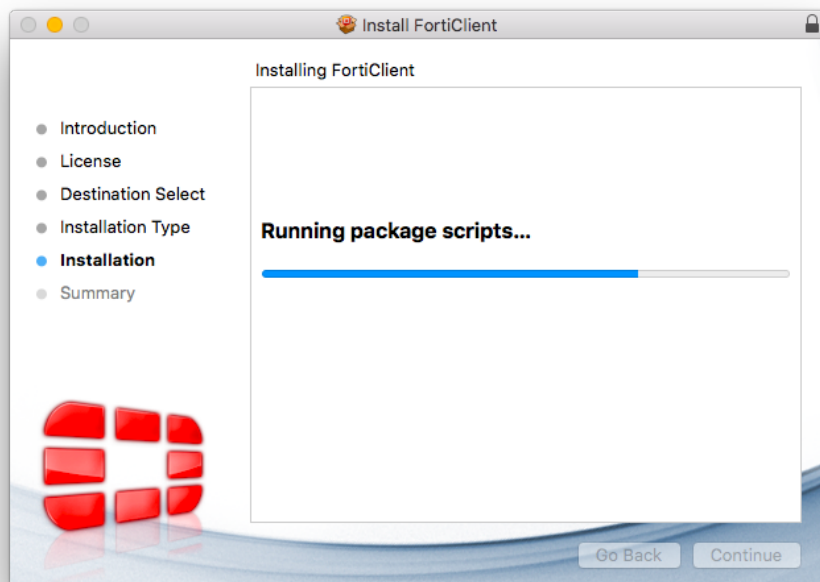 Install FortiClient
Installing FortiClient
Introduction
License
Destination Select
Installation Type
Installation
Summary
Running package scripts...
Go Back
Continue